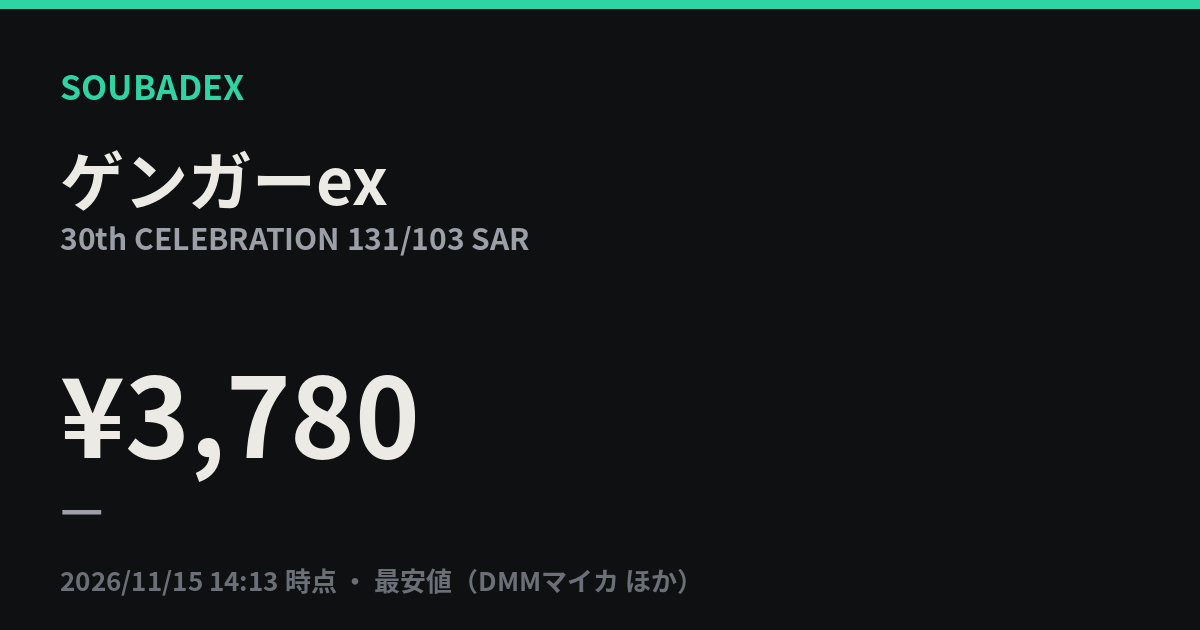 SOUBADEX
ゲンガーex
30th CELEBRATION 131/103 SAR
¥3,780
—
2026/11/15 14:13 時点 ・ 最安値（DMMマイカ ほか）